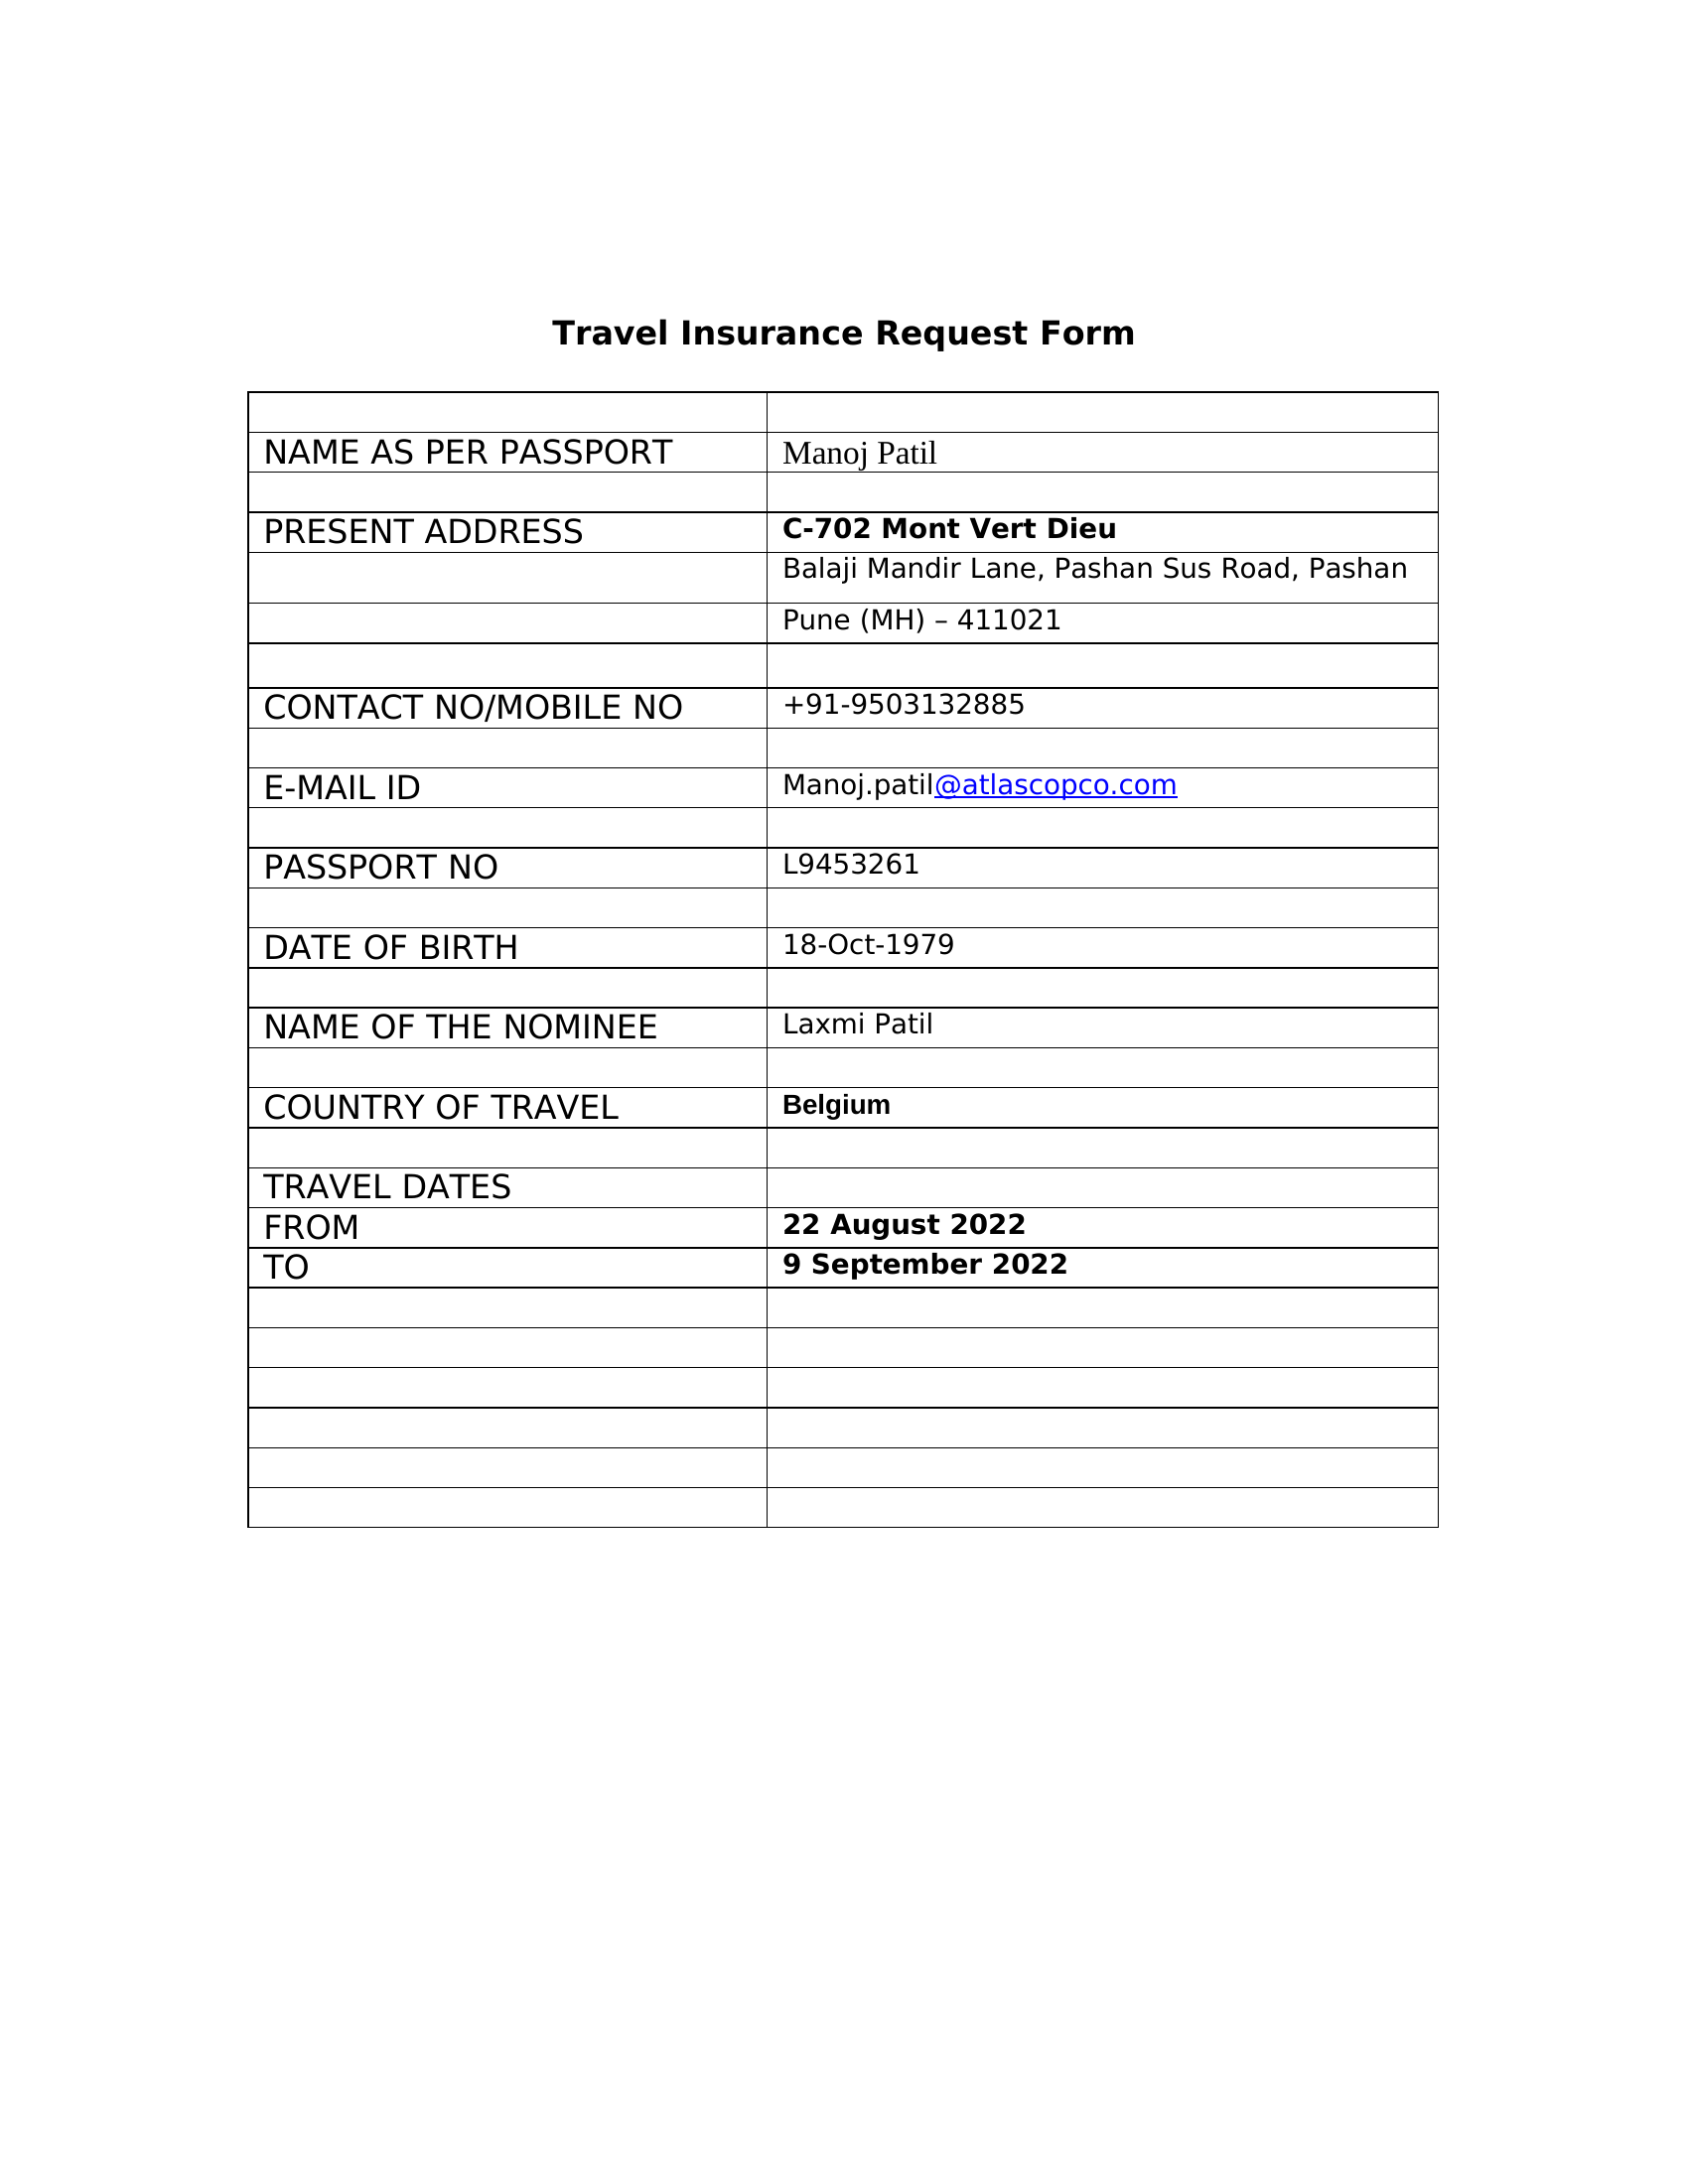 Travel Insurance Request Form
NAME AS PER PASSPORT Manoj Patil
PRESENT ADDRESS C-702 Mont Vert Dieu
Balaji Mandir Lane, Pashan Sus Road, Pashan
Pune (MH) – 411021
CONTACT NO/MOBILE NO +91-9503132885
E-MAIL ID Manoj.patil@atlascopco.com
PASSPORT NO L9453261
DATE OF BIRTH 18-Oct-1979
NAME OF THE NOMINEE Laxmi Patil
COUNTRY OF TRAVEL Belgium
TRAVEL DATES
FROM 22 August 2022
TO 9 September 2022